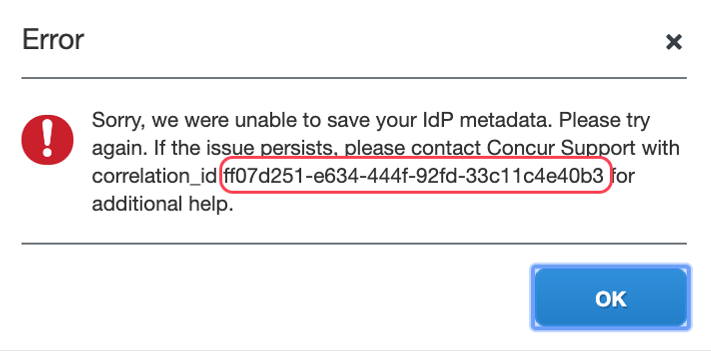 Error
Sorry, we were unable to save your IdP metadata. Please try
again. If the issue persists, please contact Concur Support with
correlation_id ff07d251-e634-444f-92fd-33c11c4e40b3 for
additional help.
OK